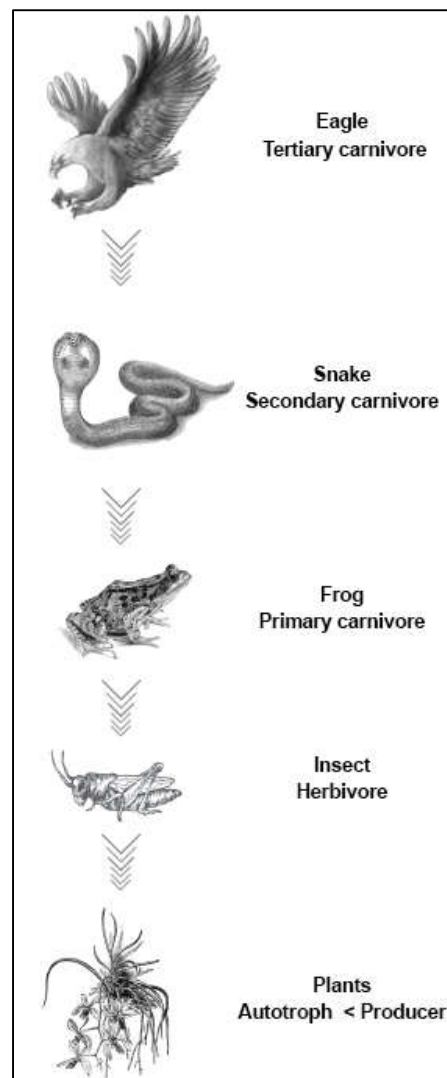 Eagle
Tertiary carnivore
Snake
Secondary carnivore
Frog
Primary carnivore
Insect
Herbivore
Plants
Autotroph < Producer